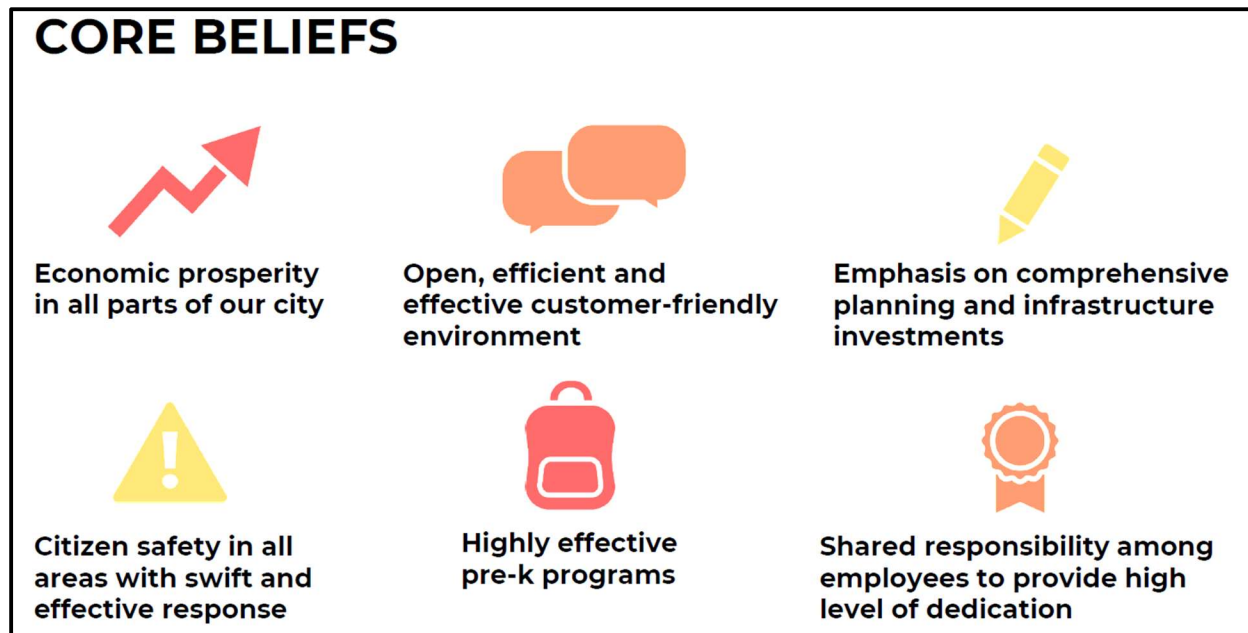 CORE BELIEFS
Economic prosperity
in all parts of our city
Open, efficient and
effective customer-friendly
environment
Emphasis on comprehensive
planning and infrastructure
investments
Citizen safety in all
areas with swift and
effective response
Highly effective
pre-k programs
Shared responsibility among
employees to provide high
level of dedication